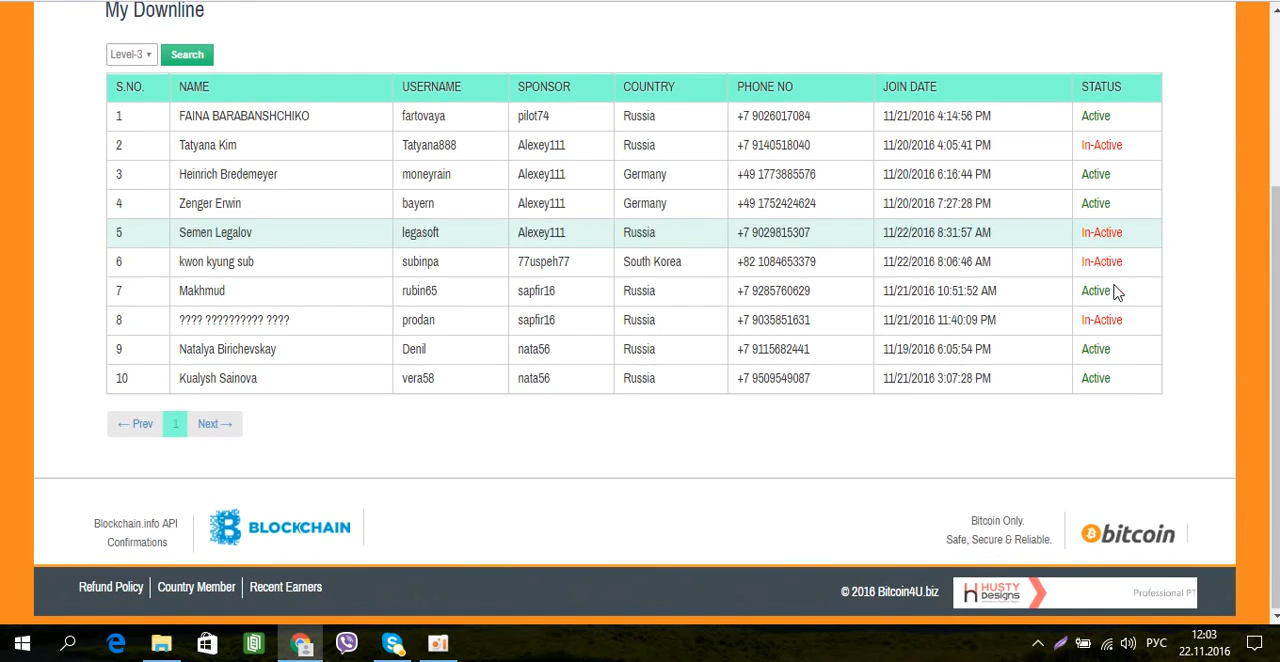 My Downline
Level-3 Search
S.NO. NAME USERNAME SPONSOR COUNTRY PHONE NO JOIN DATE STATUS
1 FAINA BARABANSHCHIKO fartovaya pilot74 Russia +7 9026017084 11/21/2016 4:14:56 PM Active
2 Tatyana Kim Tatyana888 Alexey111 Russia +7 9140518040 11/20/2016 4:05:41 PM In-Active
3 Heinrich Bredemeyer moneyrain Alexey111 Germany +49 1773885576 11/20/2016 6:16:44 PM Active
4 Zenger Erwin bayern Alexey111 Germany +49 1752424624 11/20/2016 7:27:28 PM Active
5 Semen Legalov legasoft Alexey111 Russia +7 9029815307 11/22/2016 8:31:57 AM In-Active
6 kwon kyung sub subinpa 77uspeh77 South Korea +82 1084653379 11/22/2016 8:06:46 AM In-Active
7 Makhmud rubin65 sapfir16 Russia +7 9285760629 11/21/2016 10:51:52 AM Active
8 ???? ?????????? ???? prodan sapfir16 Russia +7 9035851631 11/21/2016 11:40:09 PM In-Active
9 Natalya Birichevskay Denil nata56 Russia +7 9115682441 11/19/2016 6:05:54 PM Active
10 Kualysh Sainova vera58 nata56 Russia +7 9509549087 11/21/2016 3:07:28 PM Active
← Prev 1 Next →
Blockchain.info API
Confirmations
BLOCKCHAIN
Bitcoin Only.
Safe, Secure & Reliable.
bitcoin
Refund Policy Country Member Recent Earners
© 2016 Bitcoin4U.biz
HUSTY
Designs
Professional PT
РУС
12:03
22.11.2016